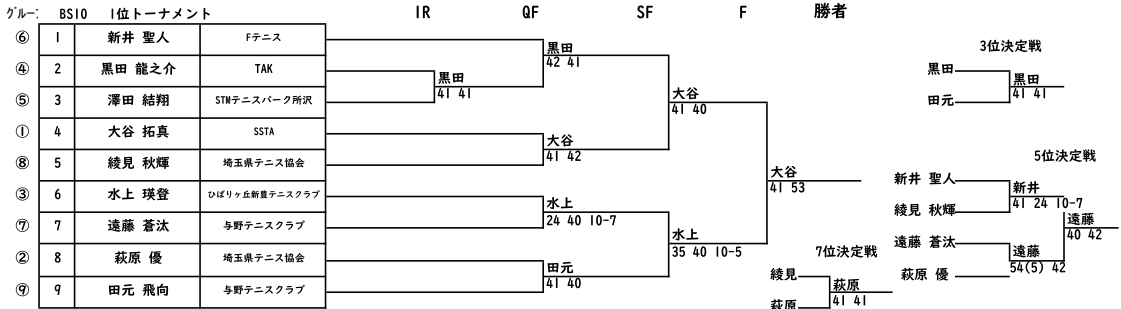 グループ BS10 1位トーナメント 1R QF SF F 勝者
⑥ 1 新井 聖人 Fテニス
④ 2 黒田 龍之介 TAK
⑤ 3 澤田 結翔 STMテニスパーク所沢
① 4 大谷 拓真 SSTA
⑧ 5 綾見 秋輝 埼玉県テニス協会
③ 6 水上 瑛登 ひばりヶ丘新豊テニスクラブ
⑦ 7 遠藤 蒼汰 与野テニスクラブ
② 8 萩原 優 埼玉県テニス協会
⑨ 9 田元 飛向 与野テニスクラブ
黒田
41 41
黒田
42 41
大谷
41 42
水上
24 40 10-7
田元
41 40
大谷
41 40
水上
35 40 10-5
大谷
41 53
3位決定戦
黒田
田元
黒田
41 41
5位決定戦
新井 聖人
綾見 秋輝
遠藤 蒼汰
萩原 優
新井
41 24 10-7
遠藤
54(5) 42
遠藤
40 42
7位決定戦
綾見
萩原
萩原
41 41